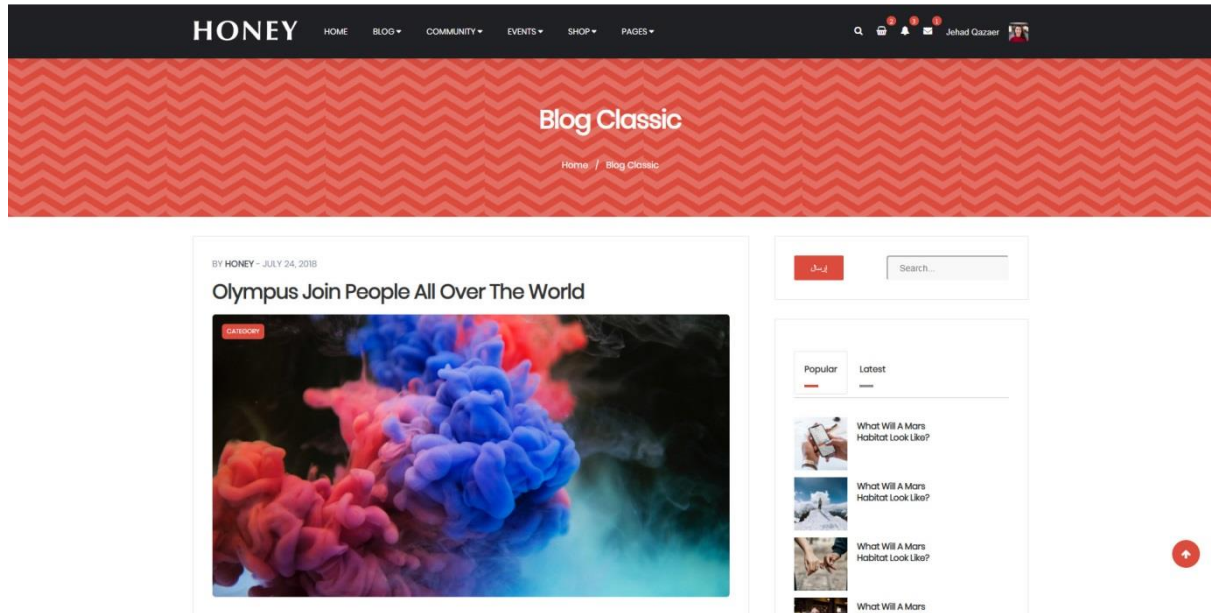 HONEY
HOME BLOG COMMUNITY EVENTS SHOP PAGES
2 3 1
Jehad Qazaer
Blog Classic
Home / Blog Classic
BY HONEY - JULY 24, 2018
Olympus Join People All Over The World
CATEGORY
إرسال
Search...
Popular Latest
What Will A Mars
Habitat Look Like?
What Will A Mars
Habitat Look Like?
What Will A Mars
Habitat Look Like?
What Will A Mars